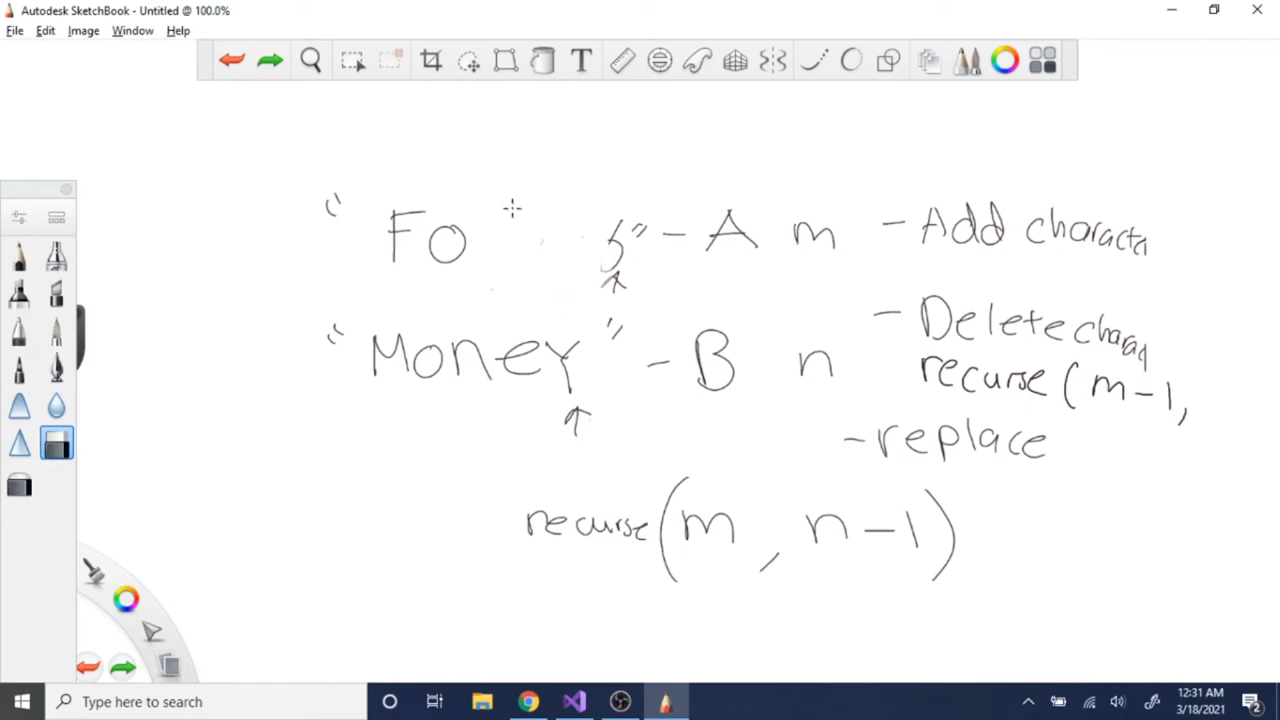 Autodesk SketchBook - Untitled @ 100.0%
File Edit Image Window Help
" Fo " - A m - Add characte
"Money" - B n - Delete charac
recurse(m-1,
- replace
recurse(m, n-1)
Type here to search
12:31 AM
3/18/2021
2